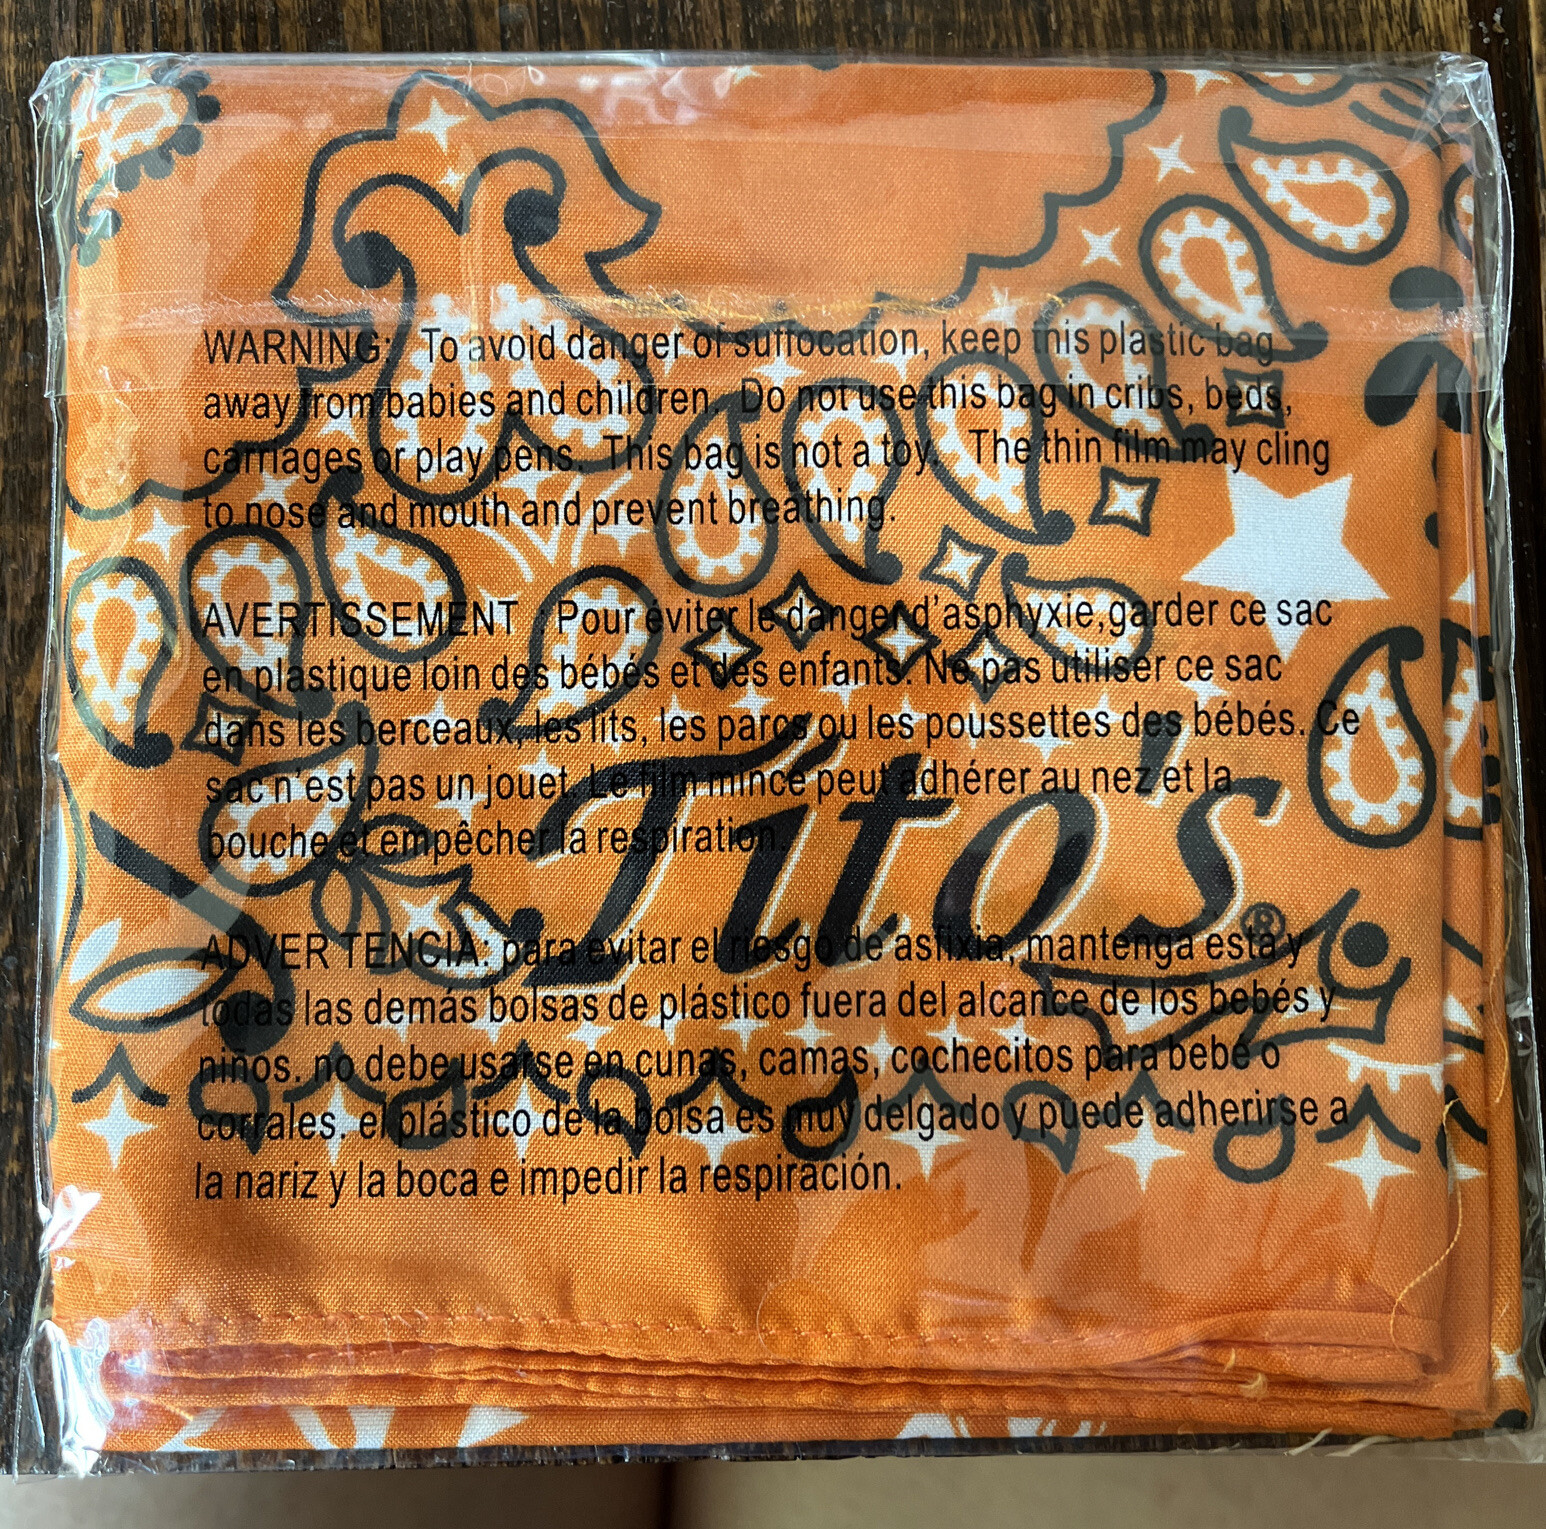 WARNING: To avoid danger of suffocation, keep this plastic bag
away from babies and children. Do not use this bag in cribs, beds,
carriages or play pens. This bag is not a toy. The thin film may cling
to nose and mouth and prevent breathing.
AVERTISSEMENT : Pour éviter le danger d'asphyxie,garder ce sac
en plastique loin des bébés et des enfants. Ne pas utiliser ce sac
dans les berceaux, les lits, les parcs ou les poussettes des bébés. Ce
sac n'est pas un jouet. Le film mince peut adhérer au nez et la
bouche et empêcher la respiration.
Tito's®
ADVER TENCIA: para evitar el riesgo de asfixia, mantenga esta y
todas las demás bolsas de plástico fuera del alcance de los bebés y
niños. no debe usarse en cunas, camas, cochecitos para bebé o
corrales. el plástico de la bolsa es muy delgado y puede adherirse a
la nariz y la boca e impedir la respiración.